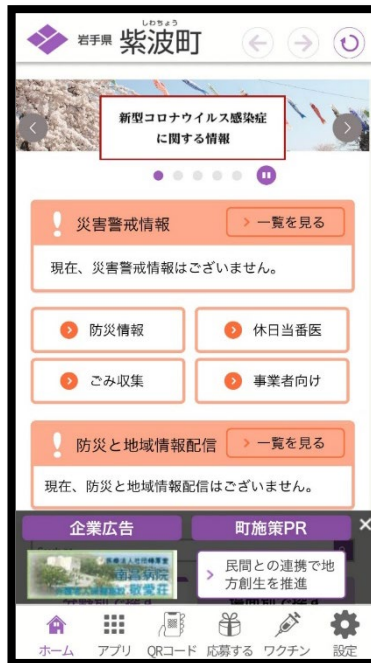 しわちょう
岩手県 紫波町
新型コロナウイルス感染症
に関する情報
災害警戒情報
一覧を見る
現在、災害警戒情報はございません。
防災情報
休日当番医
ごみ収集
事業者向け
防災と地域情報配信
一覧を見る
現在、防災と地域情報配信はございません。
企業広告
町施策PR
南昌病院
敬愛荘
民間との連携で地
方創生を推進
ホーム
アプリ
QRコード
応募する
ワクチン
設定